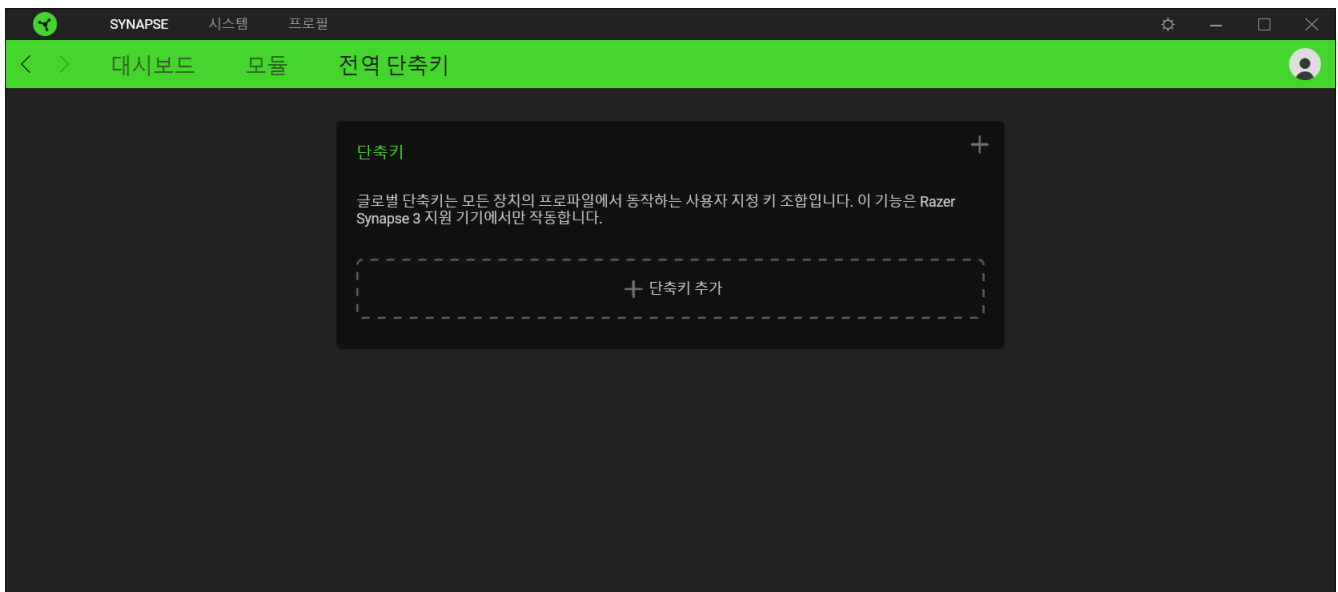 SYNAPSE 시스템 프로필
대시보드 모듈 전역 단축키
단축키
글로벌 단축키는 모든 장치의 프로파일에서 동작하는 사용자 지정 키 조합입니다. 이 기능은 Razer
Synapse 3 지원 기기에서만 작동합니다.
단축키 추가